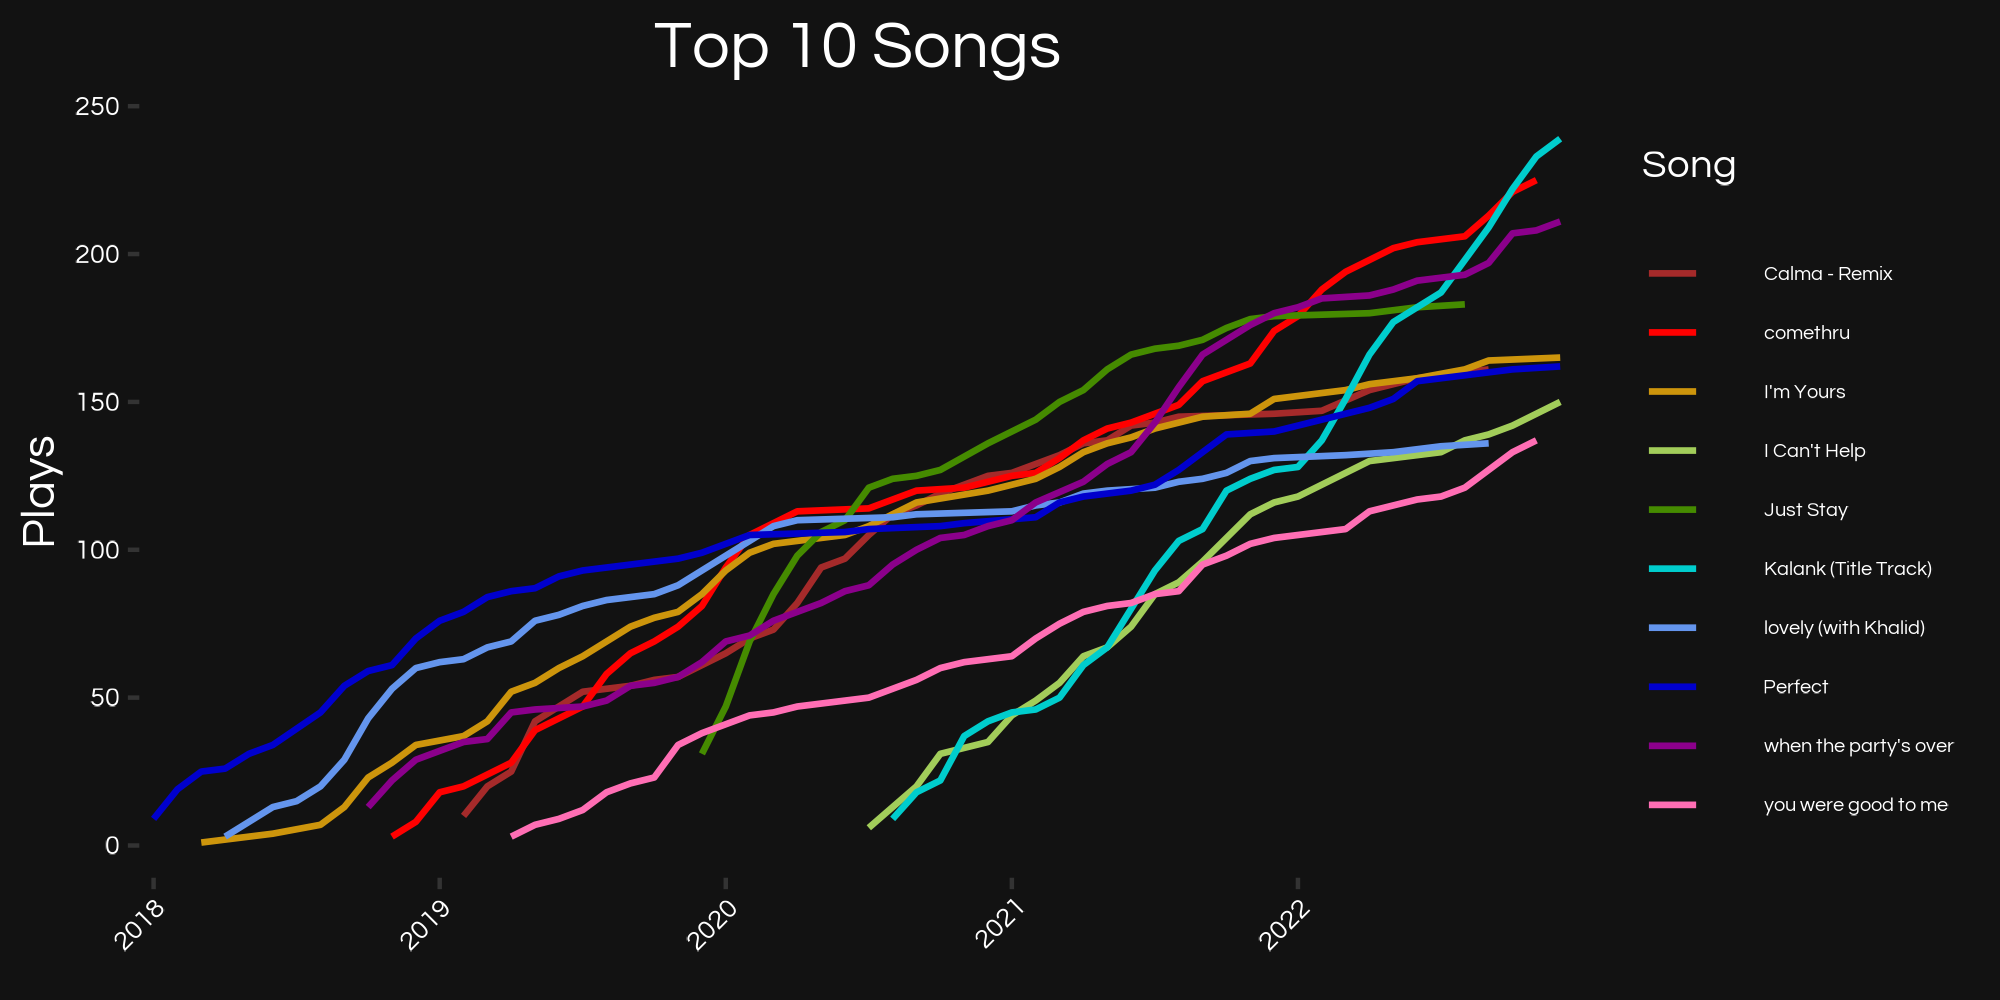 Top 10 Songs
250
200
150
100
50
0
Plays
2018
2019
2020
2021
2022
Song
Calma - Remix
comethru
I'm Yours
I Can't Help
Just Stay
Kalank (Title Track)
lovely (with Khalid)
Perfect
when the party's over
you were good to me